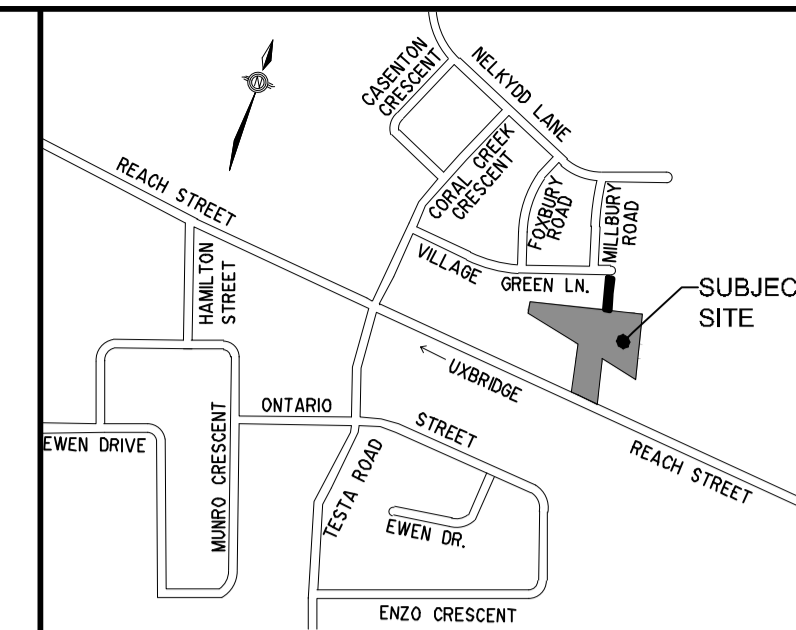 CASENTON
CRESCENT
NELKYDD LANE
N
REACH STREET
CORAL CREEK
CRESCENT
FOXBURY
ROAD
MILLBURY
ROAD
VILLAGE GREEN LN.
HAMILTON
STREET
SUBJEC
SITE
← UXBRIDGE
ONTARIO STREET
EWEN DRIVE
MUNRO CRESCENT
TESTA ROAD
REACH STREET
EWEN DR.
ENZO CRESCENT